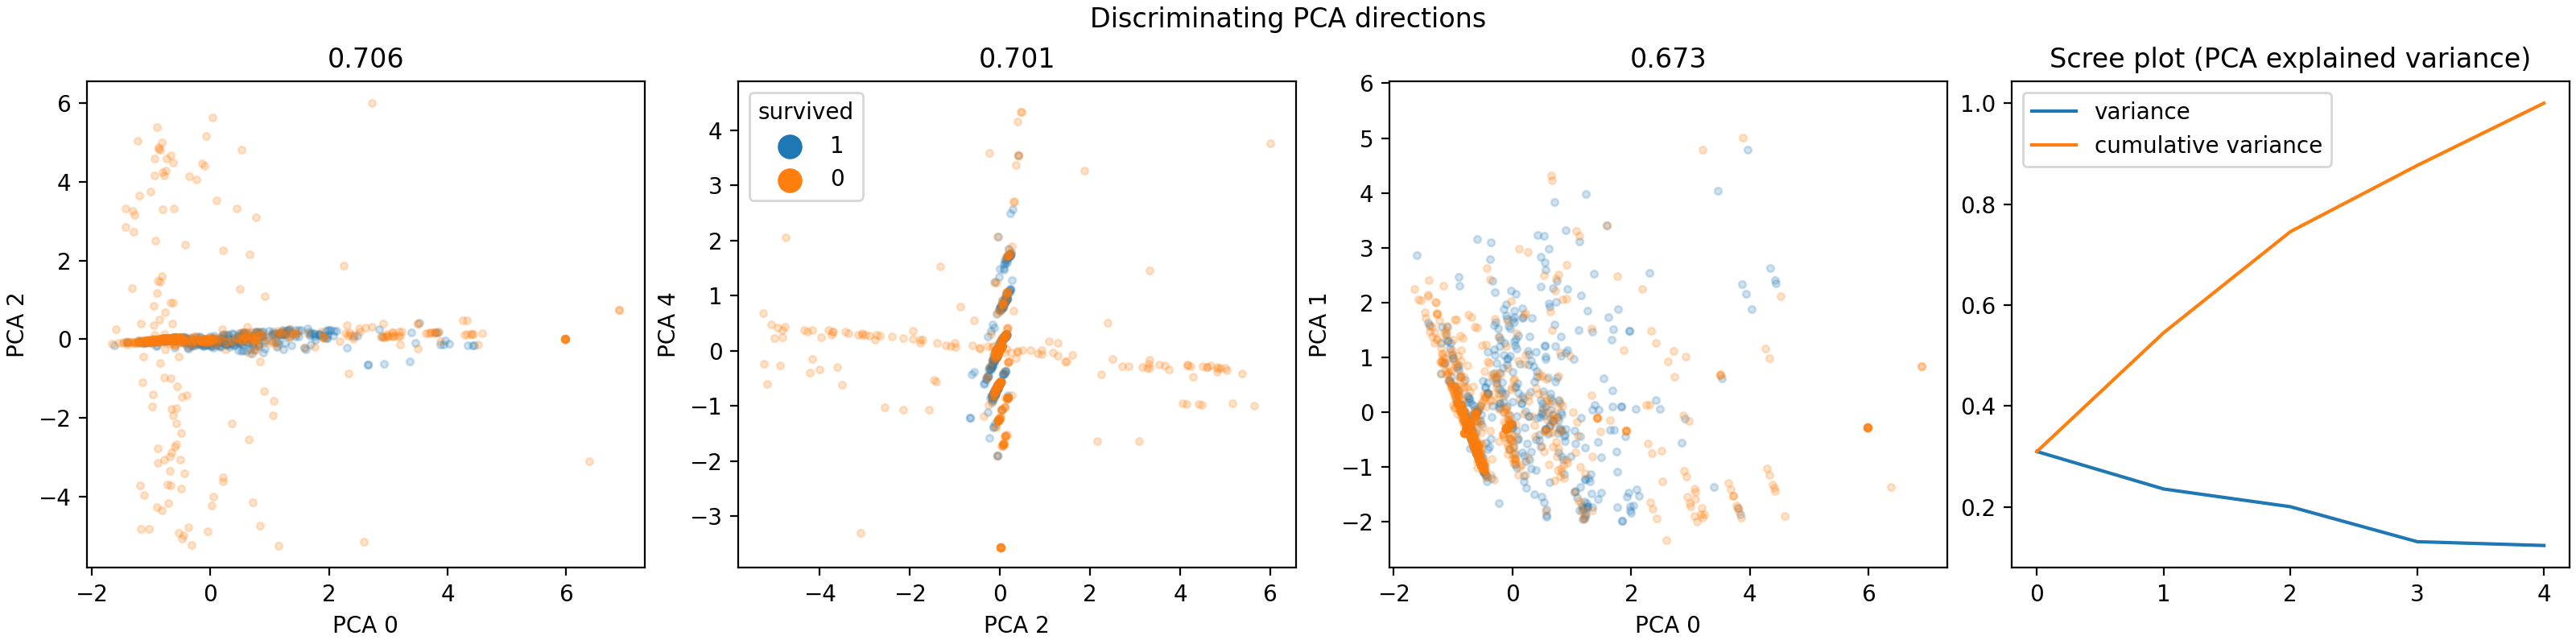 Discriminating PCA directions
0.706
6
4
2
0
−2
−4
PCA 2
−2 0 2 4 6
PCA 0
0.701
survived
1
0
4
3
2
1
0
−1
−2
−3
PCA 4
−4 −2 0 2 4 6
PCA 2
0.673
6
5
4
3
2
1
0
−1
−2
PCA 1
−2 0 2 4 6
PCA 0
Scree plot (PCA explained variance)
variance
cumulative variance
1.0
0.8
0.6
0.4
0.2
0 1 2 3 4